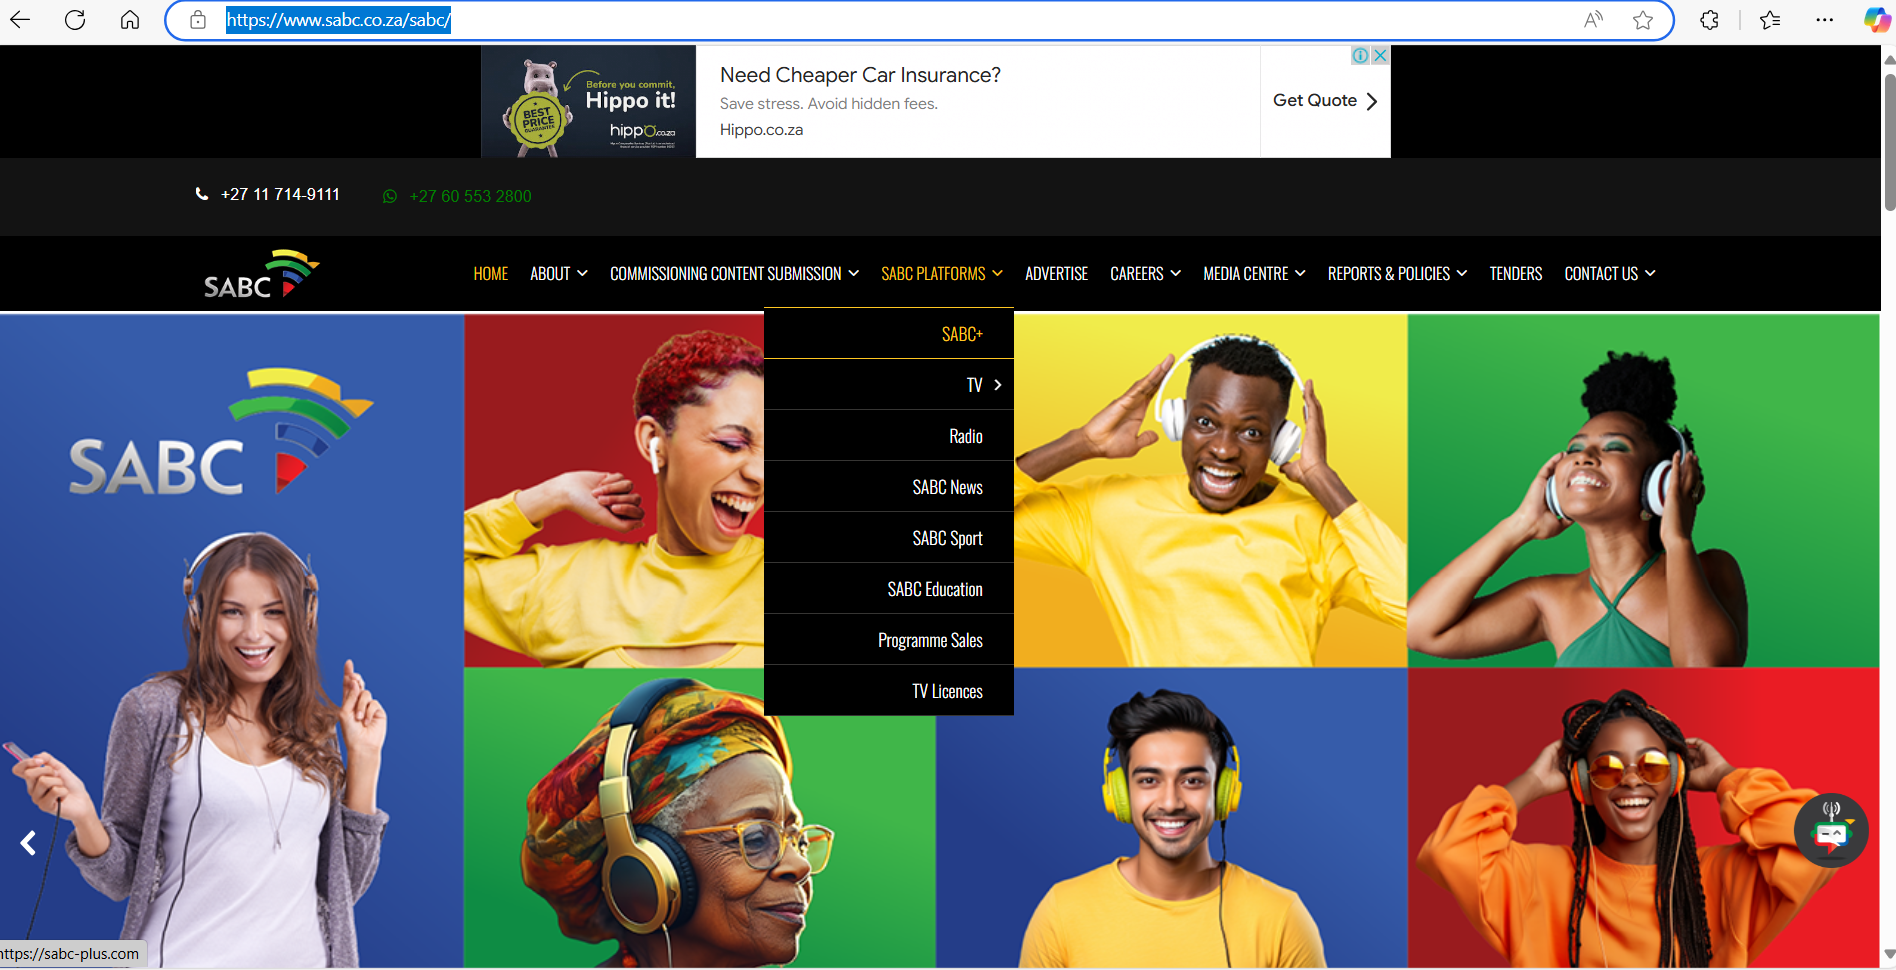 https://www.sabc.co.za/sabc/
Before you commit,
Hippo it!
BEST
PRICE
GUARANTEE
hippo.co.za
Need Cheaper Car Insurance?
Save stress. Avoid hidden fees.
Hippo.co.za
Get Quote
+27 11 714-9111
+27 60 553 2800
SABC
HOME ABOUT COMMISSIONING CONTENT SUBMISSION SABC PLATFORMS ADVERTISE CAREERS MEDIA CENTRE REPORTS & POLICIES TENDERS CONTACT US
SABC+
TV
Radio
SABC News
SABC Sport
SABC Education
Programme Sales
TV Licences
SABC
https://sabc-plus.com